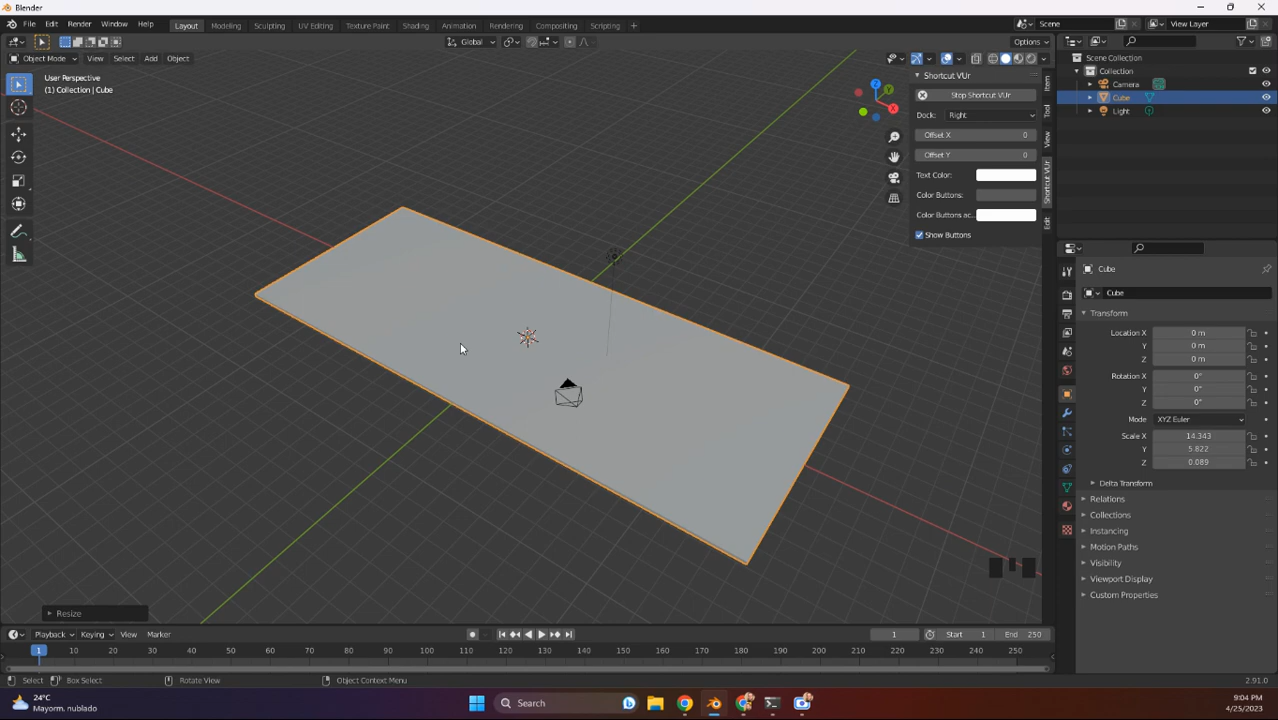 Blender
File Edit Render Window Help Layout Modeling Sculpting UV Editing Texture Paint Shading Animation Rendering Compositing Scripting + Scene View Layer
Global Options
Object Mode View Select Add Object
User Perspective
(1) Collection | Cube
Shortcut VUr
Stop Shortcut VUr
Dock: Right
Offset X 0
Offset Y 0
Text Color:
Color Buttons:
Color Buttons ac..
Show Buttons
Item
Tool
View
Shortcut VUr
Edit
Y
Z
X
Scene Collection
Collection
Camera
Cube
Light
Cube
Cube
Transform
Location X 0 m
Y 0 m
Z 0 m
Rotation X 0°
Y 0°
Z 0°
Mode XYZ Euler
Scale X 14.343
Y 5.822
Z 0.089
Delta Transform
Relations
Collections
Instancing
Motion Paths
Visibility
Viewport Display
Custom Properties
Resize
Playback Keying View Marker 1 Start 1 End 250
1 10 20 30 40 50 60 70 80 90 100 110 120 130 140 150 160 170 180 190 200 210 220 230 240 250
Select Box Select Rotate View Object Context Menu 2.91.0
24°C
Mayorm. nublado
Search
9:04 PM
4/25/2023